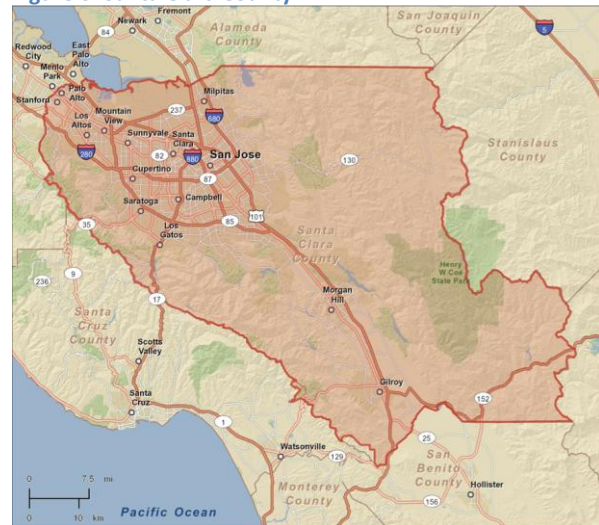 Fremont
Newark
84
Alameda
County
San Joaquin
County
5
Redwood
City
East
Palo
Alto
Menlo
Park
Palo
Alto
Stanford
Milpitas
237
680
Mountain
View
Los
Altos
Sunnyvale
Santa
Clara
Stanislaus
County
280
82
880
San Jose
130
Cupertino
87
Saratoga
Campbell
85
101
35
Los
Gatos
Santa
Clara
County
9
236
Henry
W Coe
State Park
17
Morgan
Hill
Santa
Cruz
County
Scotts
Valley
Gilroy
152
Santa
Cruz
1
25
Watsonville
129
San
Benito
County
0 7.5 mi
0 10 km
Monterey
County
156
Hollister
Pacific Ocean